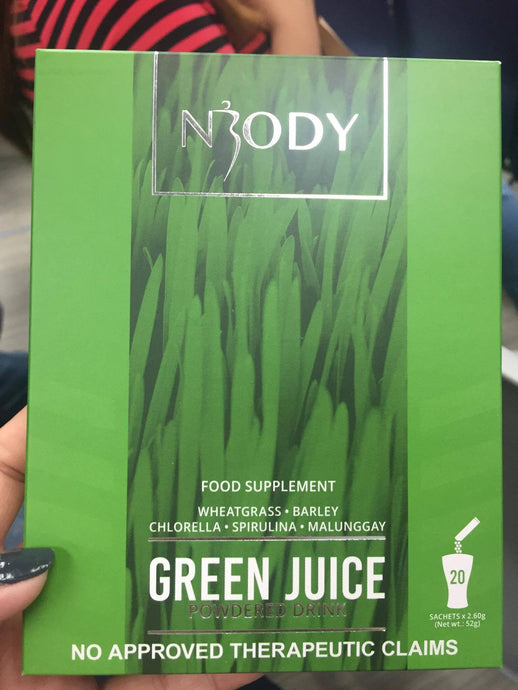 NBODY
FOOD SUPPLEMENT
WHEATGRASS • BARLEY
CHLORELLA • SPIRULINA • MALUNGGAY
GREEN JUICE
POWDERED DRINK
20
SACHETS x 2.60g
(Net wt.: 52g)
NO APPROVED THERAPEUTIC CLAIMS